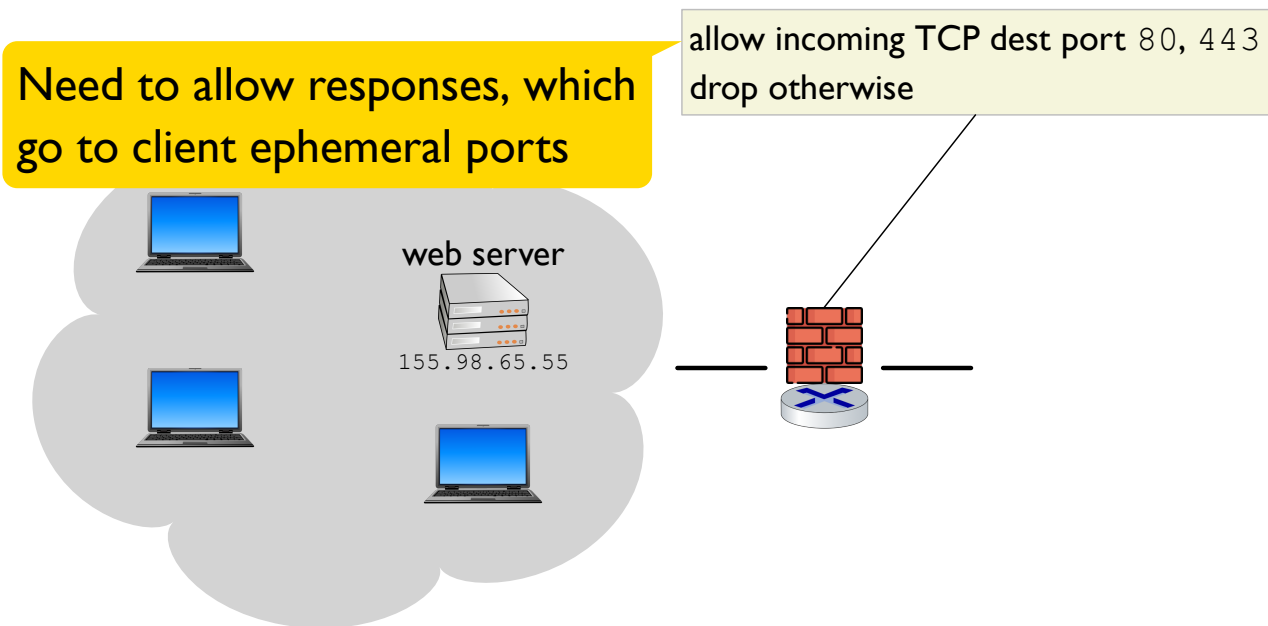 allow incoming TCP dest port 80, 443
drop otherwise
Need to allow responses, which
go to client ephemeral ports
web server
155.98.65.55